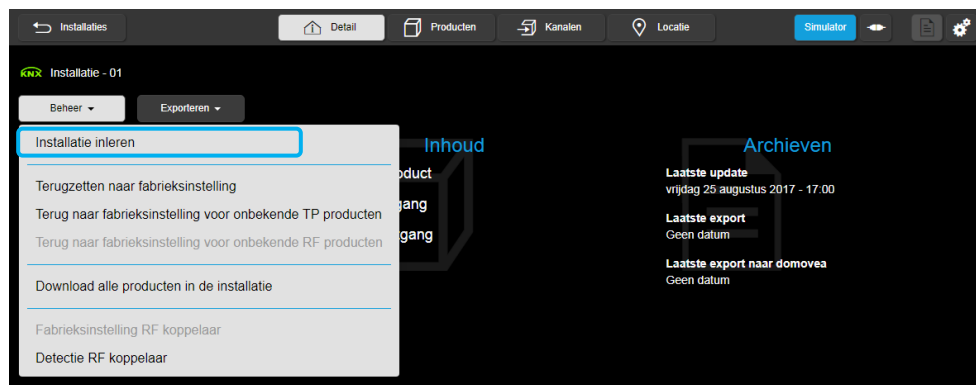 Installaties
Detail
Producten
Kanalen
Locatie
Simulator
KNX Installatie - 01
Beheer
Exporteren
Installatie inleren
Terugzetten naar fabrieksinstelling
Terug naar fabrieksinstelling voor onbekende TP producten
Terug naar fabrieksinstelling voor onbekende RF producten
Download alle producten in de installatie
Fabrieksinstelling RF koppelaar
Detectie RF koppelaar
Inhoud
oduct
gang
gang
Archieven
Laatste update
vrijdag 25 augustus 2017 - 17:00
Laatste export
Geen datum
Laatste export naar domovea
Geen datum